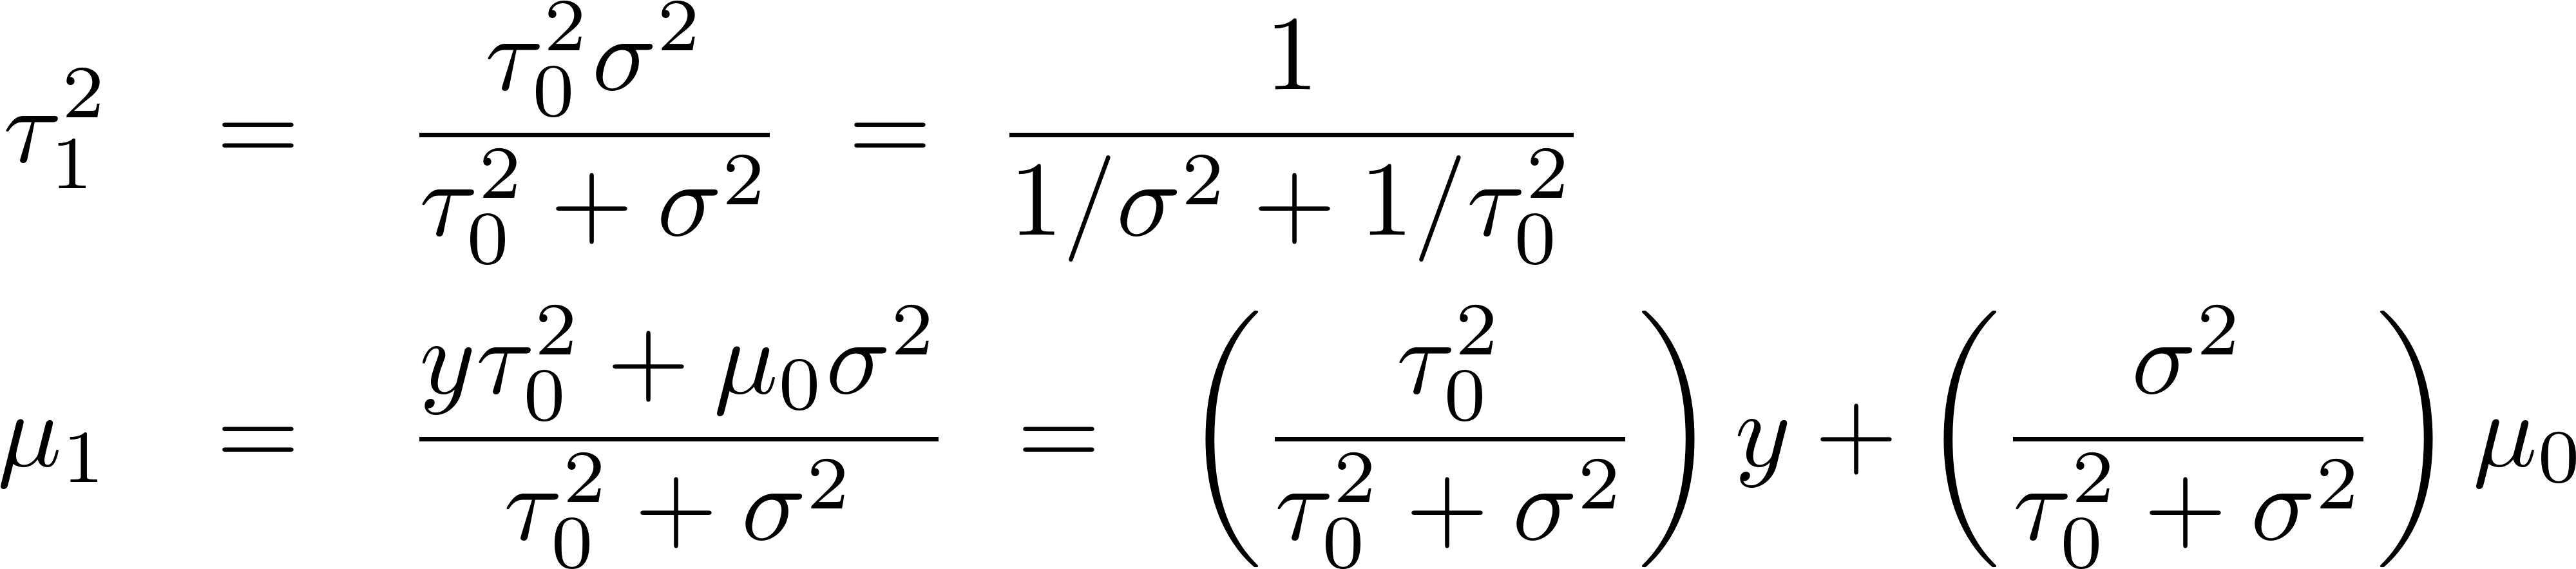 τ₁² = τ₀²σ² / (τ₀² + σ²) = 1 / (1/σ² + 1/τ₀²)
μ₁ = (yτ₀² + μ₀σ²) / (τ₀² + σ²) = (τ₀² / (τ₀² + σ²)) y + (σ² / (τ₀² + σ²)) μ₀